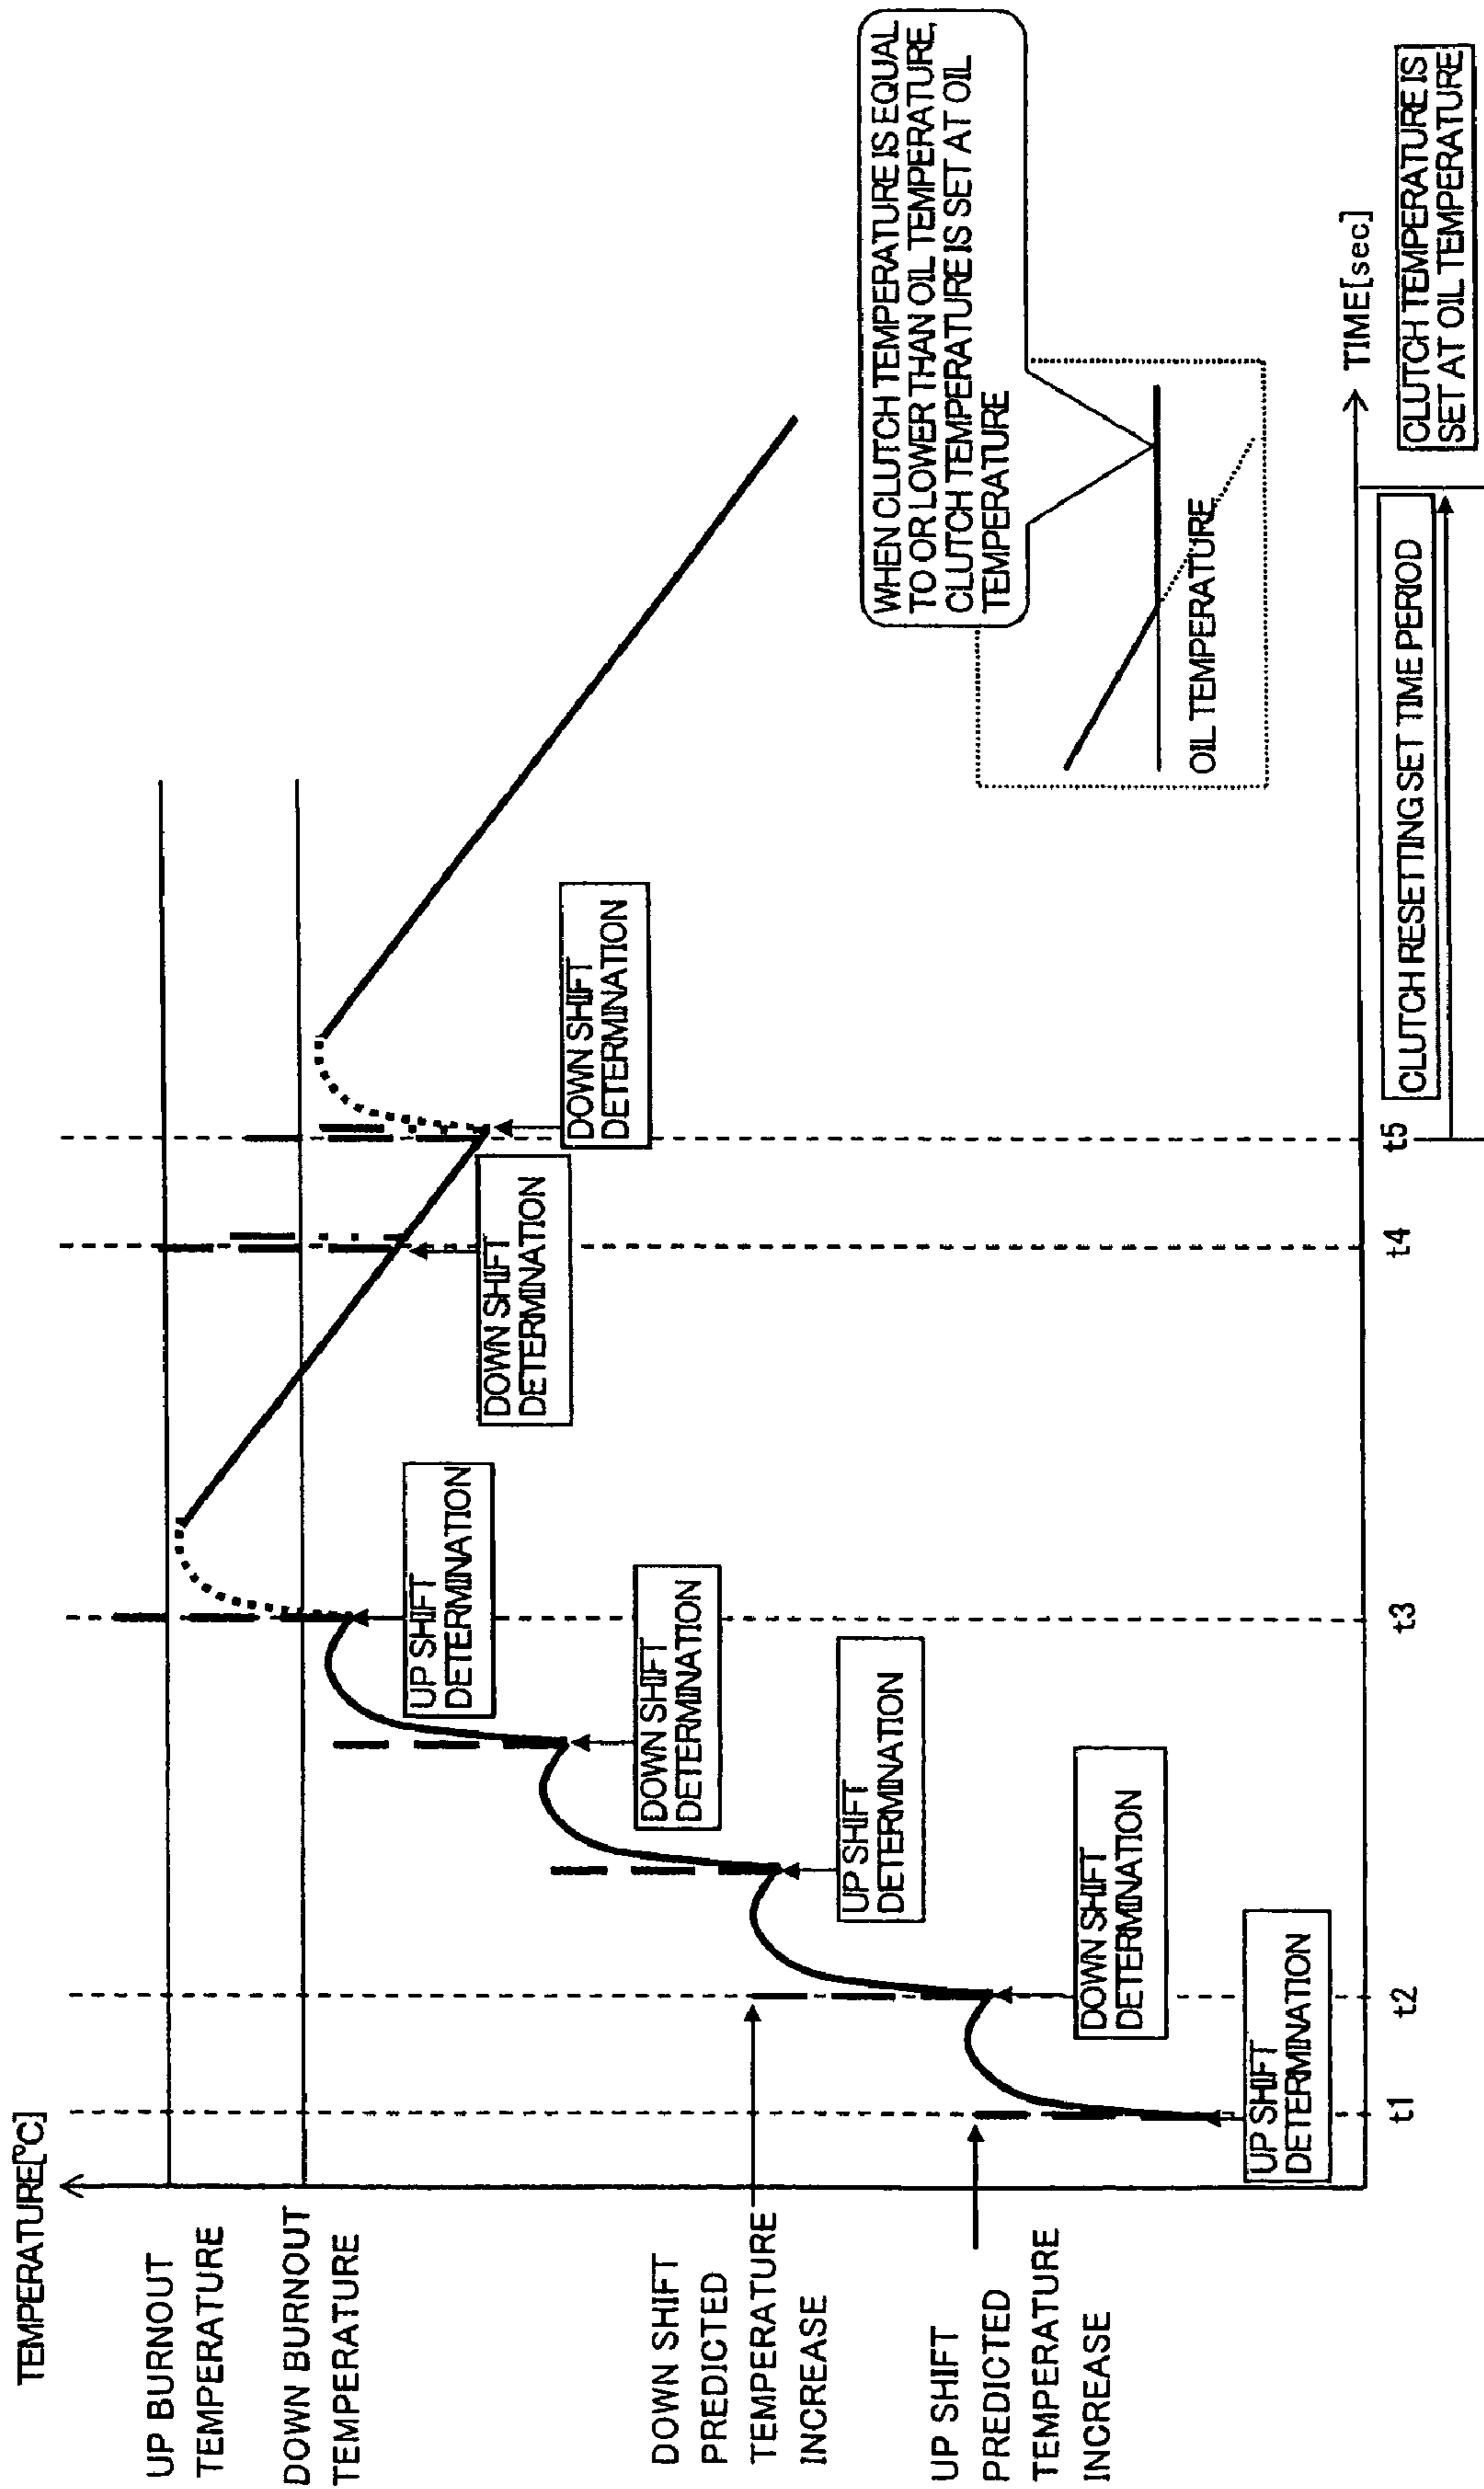 TEMPERATURE[°C]
UP BURNOUT
TEMPERATURE
DOWN BURNOUT
TEMPERATURE
DOWN SHIFT
PREDICTED
TEMPERATURE
INCREASE
UP SHIFT
PREDICTED
TEMPERATURE
INCREASE
UP SHIFT
DETERMINATION
DOWN SHIFT
DETERMINATION
UP SHIFT
DETERMINATION
DOWN SHIFT
DETERMINATION
UP SHIFT
DETERMINATION
DOWN SHIFT
DETERMINATION
DOWN SHIFT
DETERMINATION
WHEN CLUTCH TEMPERATURE IS EQUAL
TO OR LOWER THAN OIL TEMPERATURE,
CLUTCH TEMPERATURE IS SET AT OIL
TEMPERATURE
OIL TEMPERATURE
TIME[sec]
t1
t2
t3
t4
t5
CLUTCH RESETTING SET TIME PERIOD
CLUTCH TEMPERATURE IS
SET AT OIL TEMPERATURE